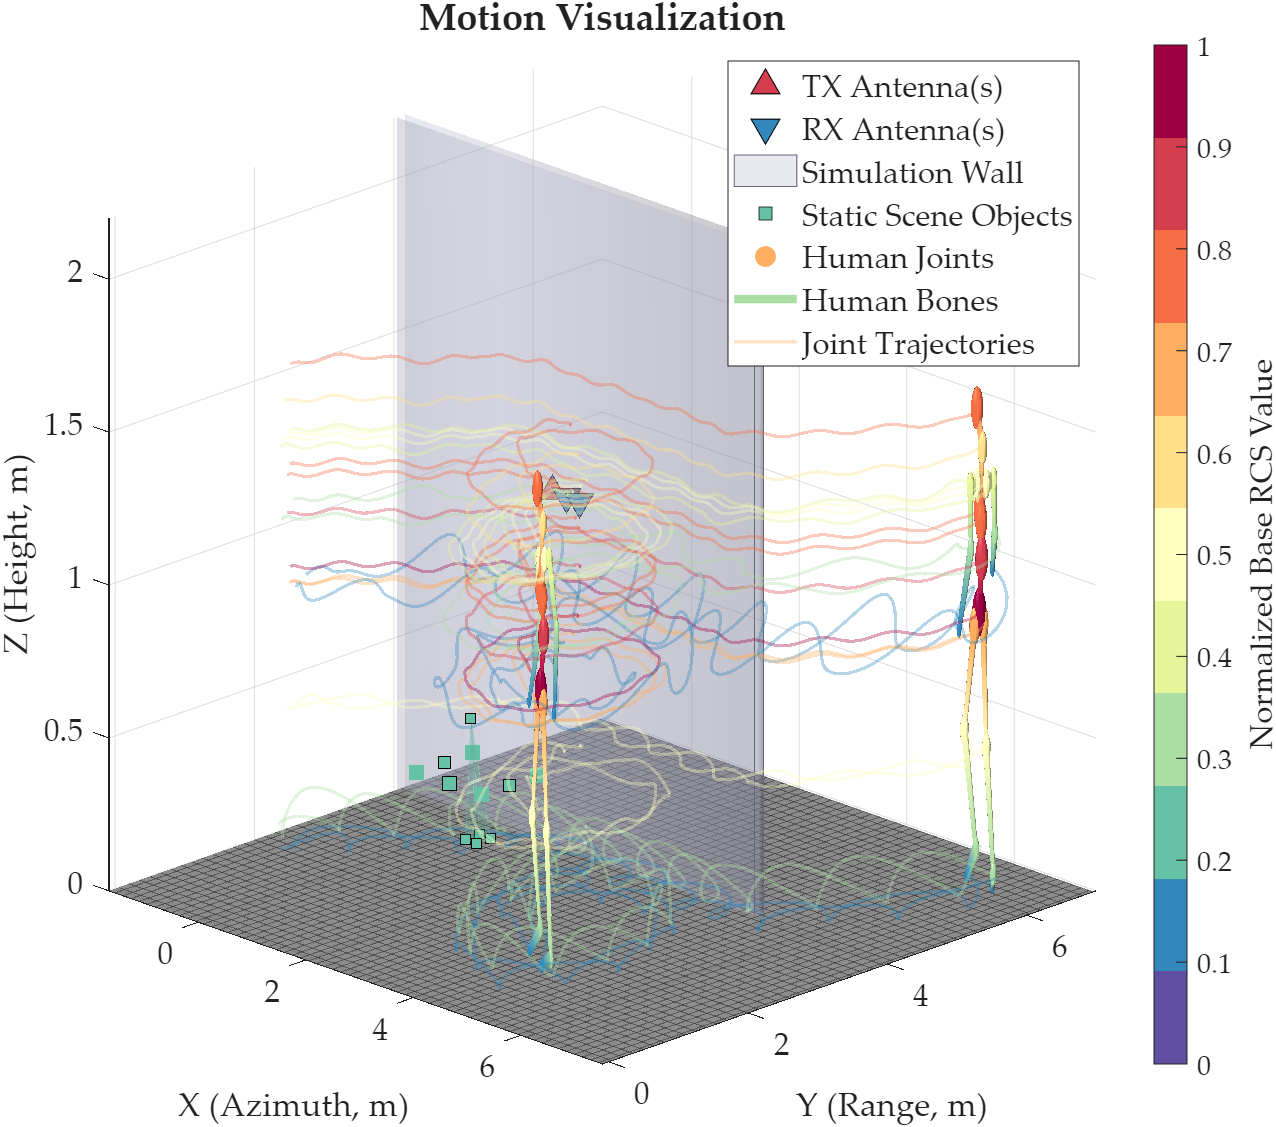 Motion Visualization
TX Antenna(s)
RX Antenna(s)
Simulation Wall
Static Scene Objects
Human Joints
Human Bones
Joint Trajectories
Z (Height, m)
2
1.5
1
0.5
0
X (Azimuth, m)
0
2
4
6
Y (Range, m)
0
2
4
6
Normalized Base RCS Value
1
0.9
0.8
0.7
0.6
0.5
0.4
0.3
0.2
0.1
0